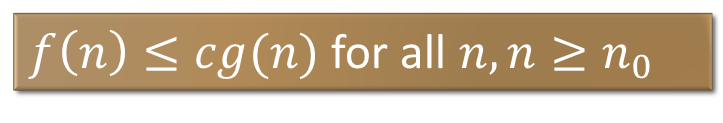 f(n) ≤ cg(n) for all n, n ≥ n₀